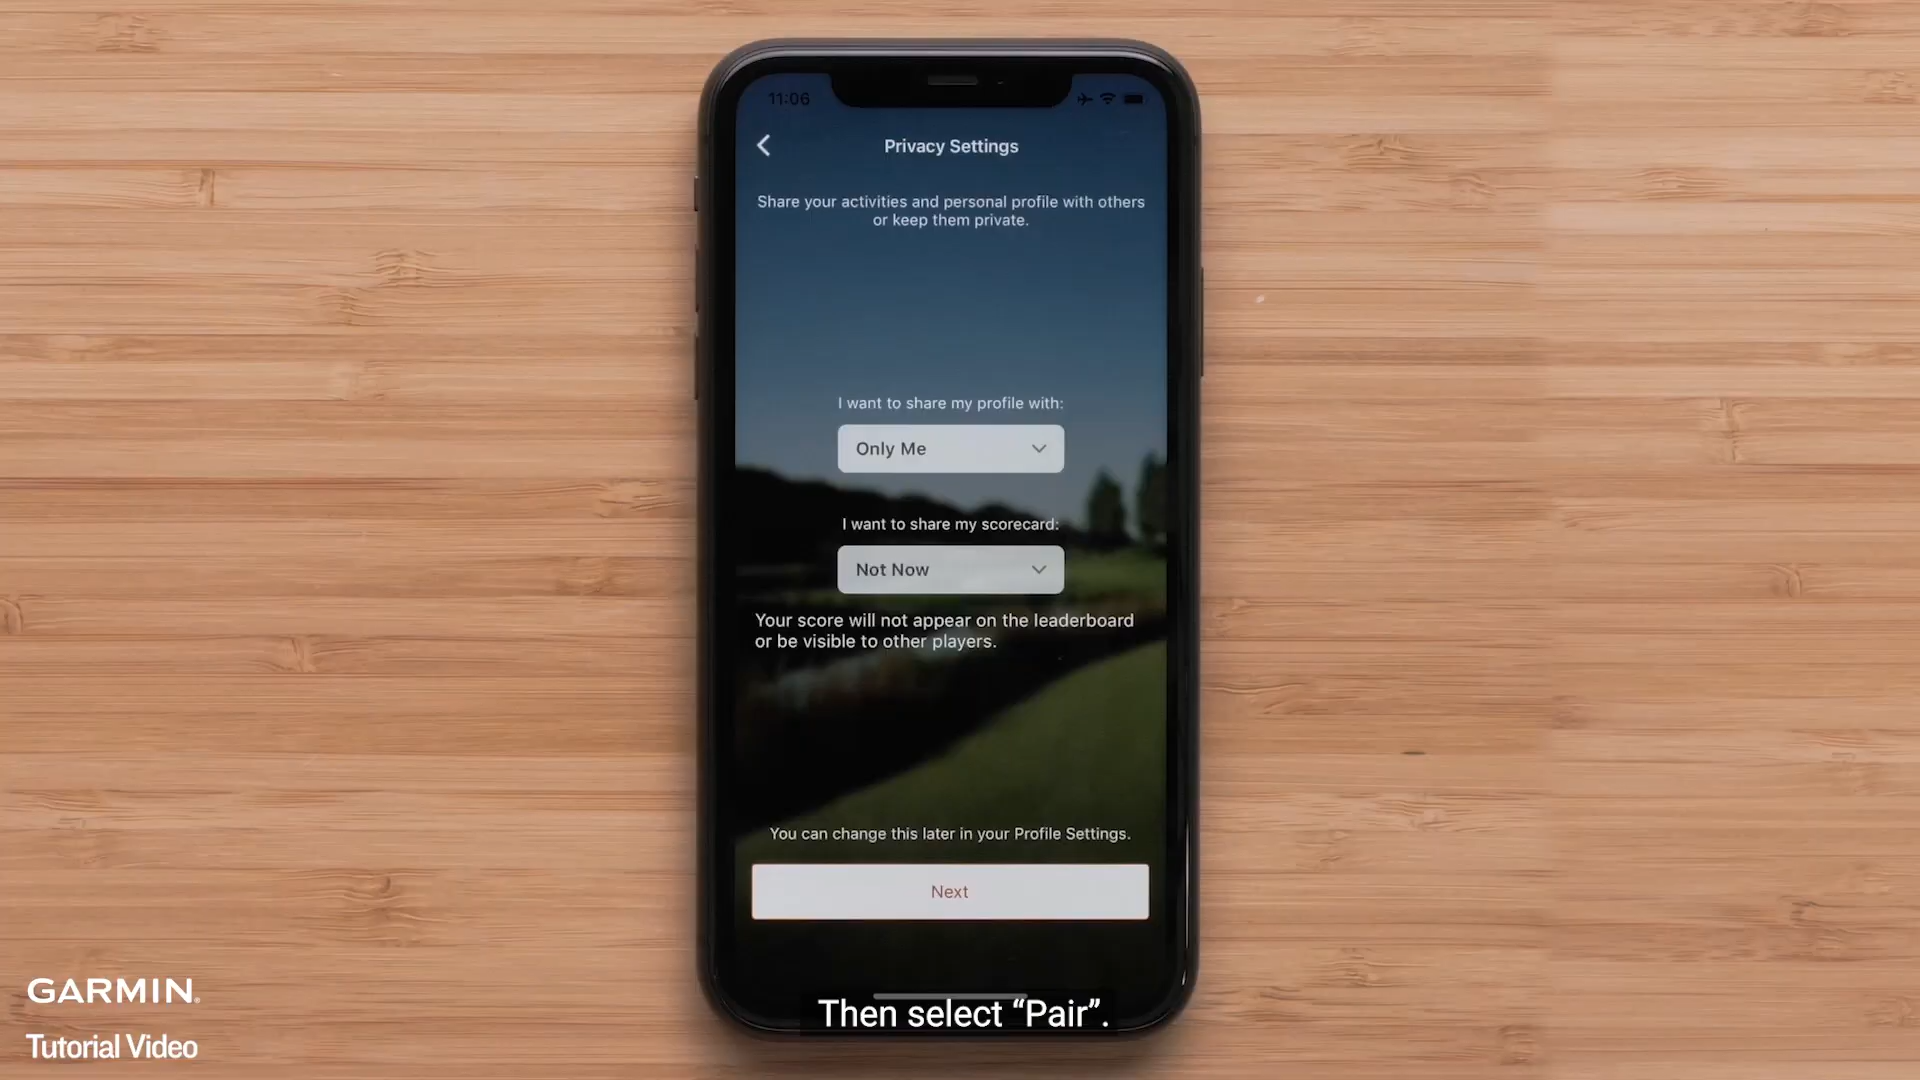 11:06
Privacy Settings
Share your activities and personal profile with others
or keep them private.
I want to share my profile with:
Only Me
I want to share my scorecard:
Not Now
Your score will not appear on the leaderboard
or be visible to other players.
You can change this later in your Profile Settings.
Next
Then select “Pair”.
GARMIN.
Tutorial Video